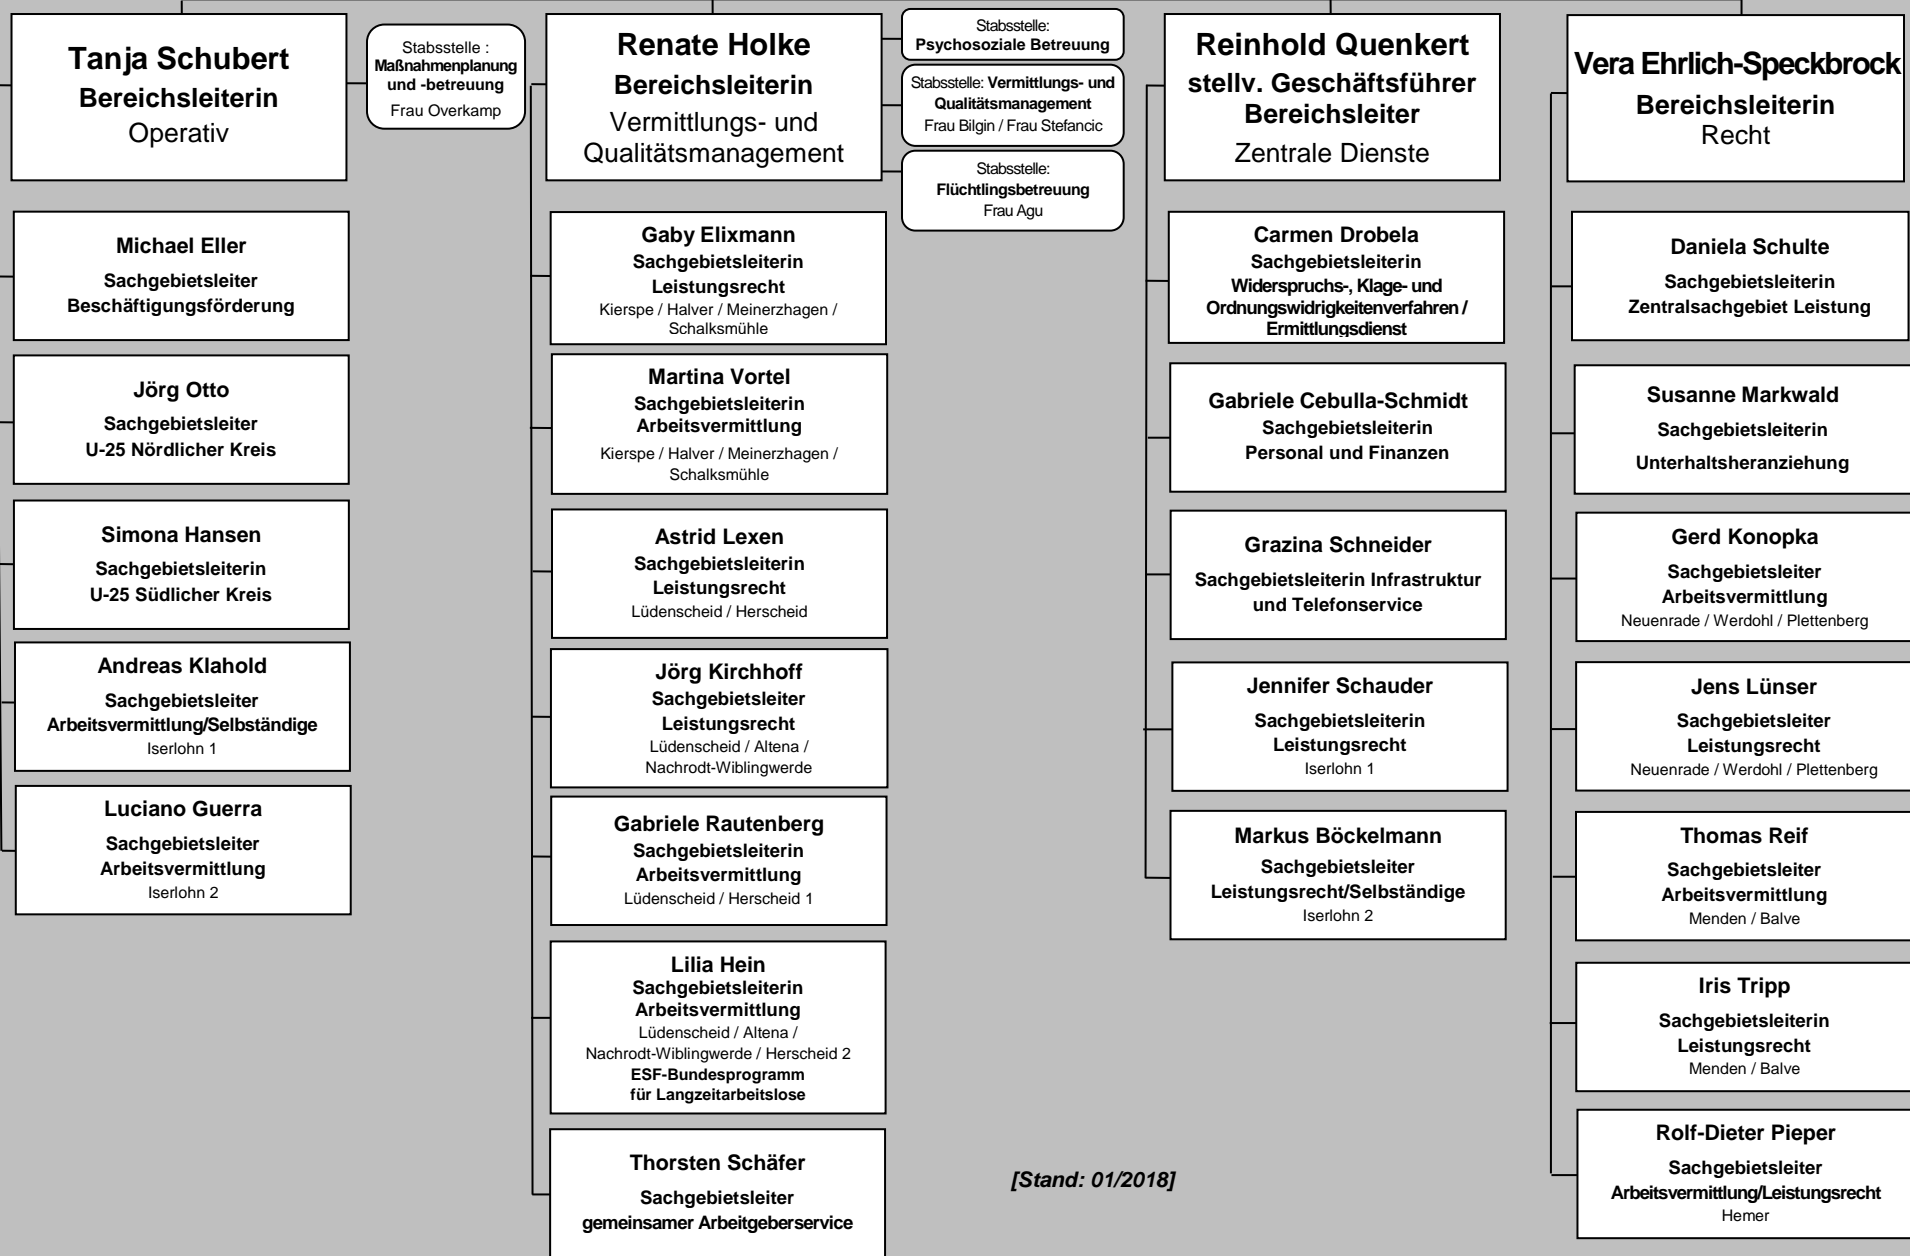 Tanja Schubert
Bereichsleiterin
Operativ
Stabsstelle :
Maßnahmenplanung
und -betreuung
Frau Overkamp
Michael Eller
Sachgebietsleiter
Beschäftigungsförderung
Jörg Otto
Sachgebietsleiter
U-25 Nördlicher Kreis
Simona Hansen
Sachgebietsleiterin
U-25 Südlicher Kreis
Andreas Klahold
Sachgebietsleiter
Arbeitsvermittlung/Selbständige
Iserlohn 1
Luciano Guerra
Sachgebietsleiter
Arbeitsvermittlung
Iserlohn 2
Renate Holke
Bereichsleiterin
Vermittlungs- und
Qualitätsmanagement
Stabsstelle:
Psychosoziale Betreuung
Stabsstelle: Vermittlungs- und
Qualitätsmanagement
Frau Bilgin / Frau Stefancic
Stabsstelle:
Flüchtlingsbetreuung
Frau Agu
Gaby Elixmann
Sachgebietsleiterin
Leistungsrecht
Kierspe / Halver / Meinerzhagen /
Schalksmühle
Martina Vortel
Sachgebietsleiterin
Arbeitsvermittlung
Kierspe / Halver / Meinerzhagen /
Schalksmühle
Astrid Lexen
Sachgebietsleiterin
Leistungsrecht
Lüdenscheid / Herscheid
Jörg Kirchhoff
Sachgebietsleiter
Leistungsrecht
Lüdenscheid / Altena /
Nachrodt-Wiblingwerde
Gabriele Rautenberg
Sachgebietsleiterin
Arbeitsvermittlung
Lüdenscheid / Herscheid 1
Lilia Hein
Sachgebietsleiterin
Arbeitsvermittlung
Lüdenscheid / Altena /
Nachrodt-Wiblingwerde / Herscheid 2
ESF-Bundesprogramm
für Langzeitarbeitslose
Thorsten Schäfer
Sachgebietsleiter
gemeinsamer Arbeitgeberservice
Reinhold Quenkert
stellv. Geschäftsführer
Bereichsleiter
Zentrale Dienste
Carmen Drobela
Sachgebietsleiterin
Widerspruchs-, Klage- und
Ordnungswidrigkeitenverfahren /
Ermittlungsdienst
Gabriele Cebulla-Schmidt
Sachgebietsleiterin
Personal und Finanzen
Grazina Schneider
Sachgebietsleiterin Infrastruktur
und Telefonservice
Jennifer Schauder
Sachgebietsleiterin
Leistungsrecht
Iserlohn 1
Markus Böckelmann
Sachgebietsleiter
Leistungsrecht/Selbständige
Iserlohn 2
Vera Ehrlich-Speckbrock
Bereichsleiterin
Recht
Daniela Schulte
Sachgebietsleiterin
Zentralsachgebiet Leistung
Susanne Markwald
Sachgebietsleiterin
Unterhaltsheranziehung
Gerd Konopka
Sachgebietsleiter
Arbeitsvermittlung
Neuenrade / Werdohl / Plettenberg
Jens Lünser
Sachgebietsleiter
Leistungsrecht
Neuenrade / Werdohl / Plettenberg
Thomas Reif
Sachgebietsleiter
Arbeitsvermittlung
Menden / Balve
Iris Tripp
Sachgebietsleiterin
Leistungsrecht
Menden / Balve
Rolf-Dieter Pieper
Sachgebietsleiter
Arbeitsvermittlung/Leistungsrecht
Hemer
[Stand: 01/2018]